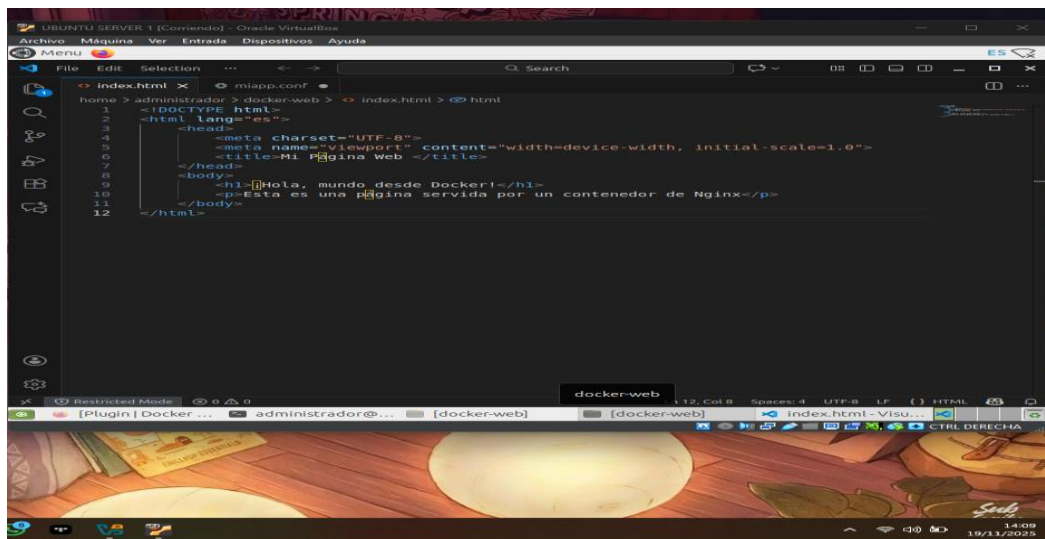 UBUNTU SERVER 1 [Corriendo] - Oracle VirtualBox
Archivo Máquina Ver Entrada Dispositivos Ayuda
Menu ES
File Edit Selection ··· Search
index.html miapp.conf
home > administrador > docker-web > index.html > html
1 <!DOCTYPE html>
2 <html lang="es">
3 <head>
4 <meta charset="UTF-8">
5 <meta name="viewport" content="width=device-width, initial-scale=1.0">
6 <title>Mi Página Web </title>
7 </head>
8 <body>
9 <h1>¡Hola, mundo desde Docker!</h1>
10 <p>Esta es una página servida por un contenedor de Nginx</p>
11 </body>
12 </html>
docker-web
Restricted Mode 0 0 12, Col 8 Spaces: 4 UTF-8 LF { } HTML
[Plugin | Docker ... administrador@... [docker-web] [docker-web] index.html - Visu...
CTRL DERECHA
Sub
14:09
19/11/2025